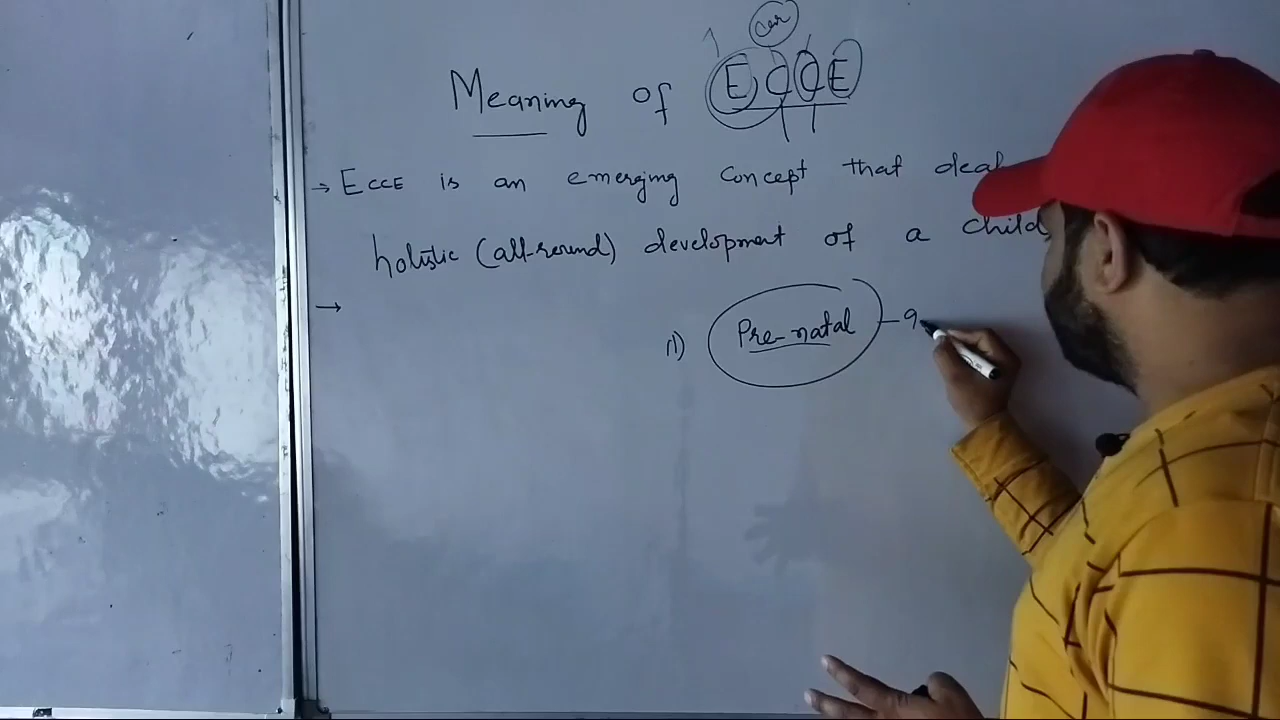 Car
Meaning of ECCE
→ ECCE is an emerging concept that deal
holistic (all-round) development of a child
→
1) Pre-natal - 9